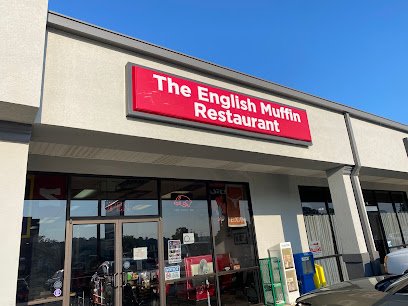 The English Muffin
Restaurant